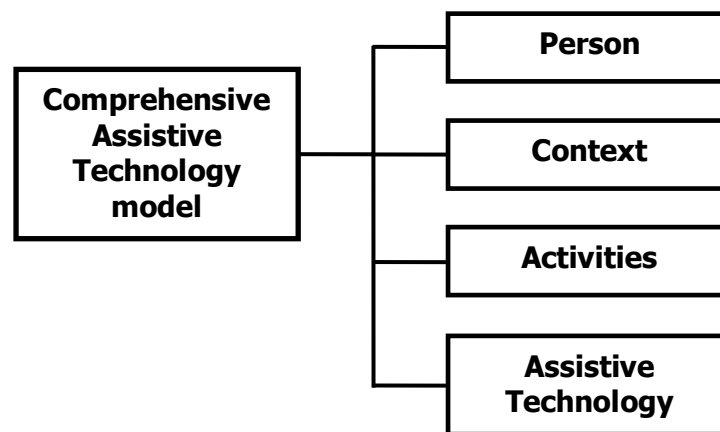 Comprehensive
Assistive
Technology
model
Person
Context
Activities
Assistive
Technology